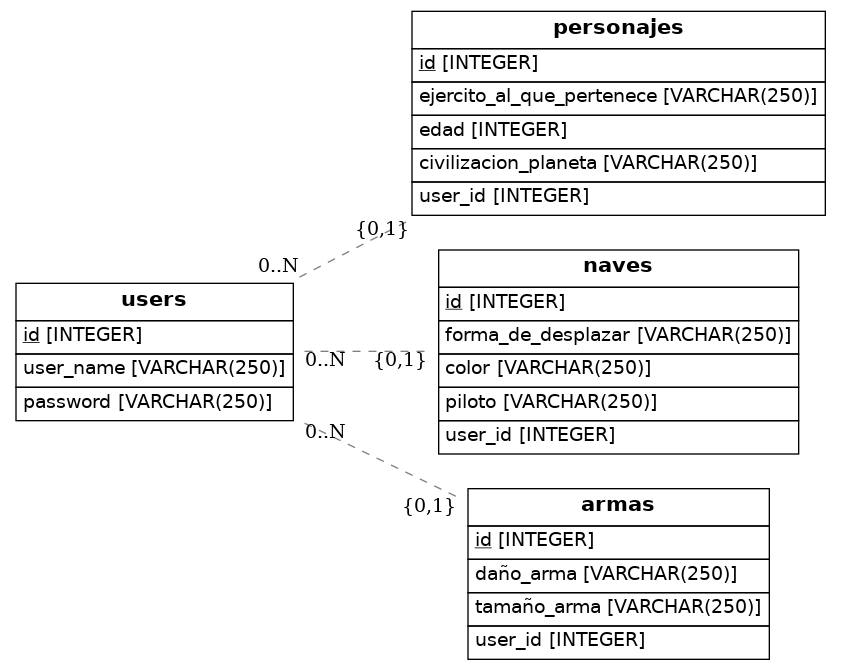 personajes
id [INTEGER]
ejercito_al_que_pertenece [VARCHAR(250)]
edad [INTEGER]
civilizacion_planeta [VARCHAR(250)]
user_id [INTEGER]
{0,1}
0..N
naves
id [INTEGER]
forma_de_desplazar [VARCHAR(250)]
color [VARCHAR(250)]
piloto [VARCHAR(250)]
user_id [INTEGER]
users
id [INTEGER]
user_name [VARCHAR(250)]
password [VARCHAR(250)]
0..N
{0,1}
0..N
{0,1}
armas
id [INTEGER]
daño_arma [VARCHAR(250)]
tamaño_arma [VARCHAR(250)]
user_id [INTEGER]